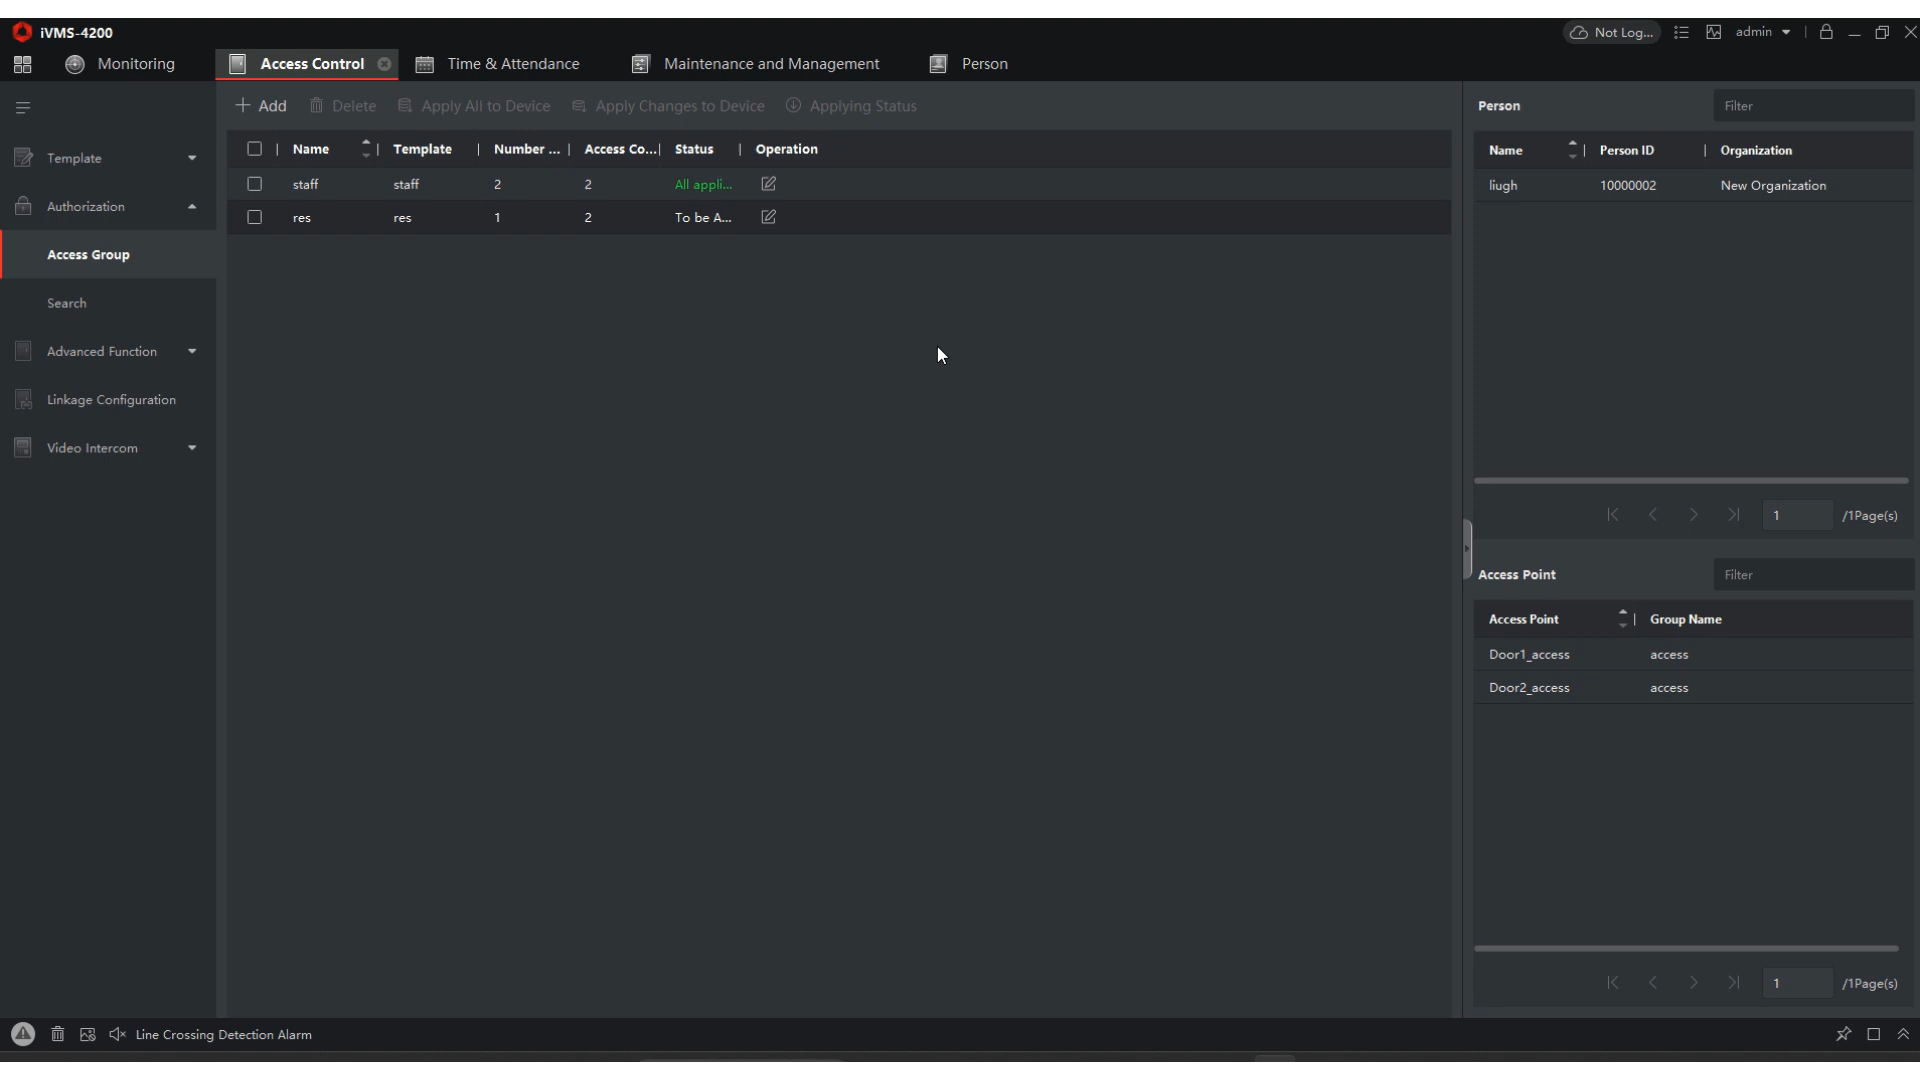 iVMS-4200
Not Log... admin
Monitoring Access Control Time & Attendance Maintenance and Management Person
Template
Authorization
Access Group
Search
Advanced Function
Linkage Configuration
Video Intercom
Add Delete Apply All to Device Apply Changes to Device Applying Status
Name Template Number ... Access Co... Status Operation
staff staff 2 2 All appli...
res res 1 2 To be A...
Person Filter
Name Person ID Organization
liugh 10000002 New Organization
1 /1Page(s)
Access Point Filter
Access Point Group Name
Door1_access access
Door2_access access
1 /1Page(s)
Line Crossing Detection Alarm